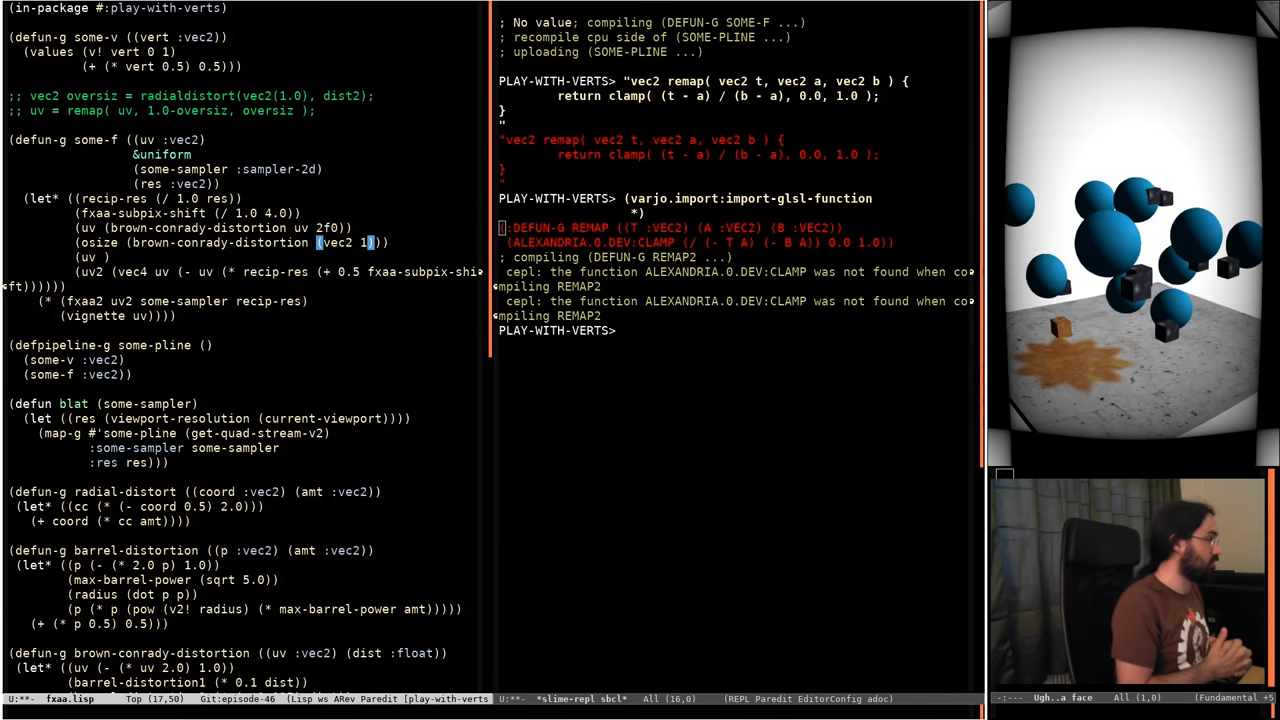 (in-package #:play-with-verts)
(defun-g some-v ((vert :vec2)
  (values (v! vert 0 1)
          (+ (* vert 0.5) 0.5)))
;; vec2 oversiz = radialdistort(vec2(1.0), dist2);
;; uv = remap( uv, 1.0-oversiz, oversiz );
(defun-g some-f ((uv :vec2)
                 &uniform
                 (some-sampler :sampler-2d)
                 (res :vec2))
  (let* ((recip-res (/ 1.0 res))
         (fxaa-subpix-shift (/ 1.0 4.0))
         (uv (brown-conrady-distortion uv 2f0))
         (osize (brown-conrady-distortion (vec2 1)))
         (uv )
         (uv2 (vec4 uv (- uv (* recip-res (+ 0.5 fxaa-subpix-shi
ft))))))
    (* (fxaa2 uv2 some-sampler recip-res)
       (vignette uv))))
(defpipeline-g some-pline ()
  (some-v :vec2)
  (some-f :vec2))
(defun blat (some-sampler)
  (let ((res (viewport-resolution (current-viewport))))
    (map-g #'some-pline (get-quad-stream-v2)
           :some-sampler some-sampler
           :res res)))
(defun-g radial-distort ((coord :vec2) (amt :vec2))
 (let* ((cc (* (- coord 0.5) 2.0)))
   (+ coord (* cc amt))))
(defun-g barrel-distortion ((p :vec2) (amt :vec2))
 (let* ((p (- (* 2.0 p) 1.0))
        (max-barrel-power (sqrt 5.0))
        (radius (dot p p))
        (p (* p (pow (v2! radius) (* max-barrel-power amt)))))
   (+ (* p 0.5) 0.5)))
(defun-g brown-conrady-distortion ((uv :vec2) (dist :float))
 (let* ((uv (- (* uv 2.0) 1.0))
        (barrel-distortion1 (* 0.1 dist))
U:**-  fxaa.lisp      Top (17,50)     Git:episode-46  (Lisp ws ARev Paredit [play-with-verts
; No value; compiling (DEFUN-G SOME-F ...)
; recompile cpu side of (SOME-PLINE ...)
; uploading (SOME-PLINE ...)
PLAY-WITH-VERTS> "vec2 remap( vec2 t, vec2 a, vec2 b ) {
        return clamp( (t - a) / (b - a), 0.0, 1.0 );
}
"
"vec2 remap( vec2 t, vec2 a, vec2 b ) {
        return clamp( (t - a) / (b - a), 0.0, 1.0 );
}
"
PLAY-WITH-VERTS> (varjo.import:import-glsl-function
                  *)
(:DEFUN-G REMAP ((T :VEC2) (A :VEC2) (B :VEC2))
 (ALEXANDRIA.0.DEV:CLAMP (/ (- T A) (- B A)) 0.0 1.0))
; compiling (DEFUN-G REMAP2 ...)
 cepl: the function ALEXANDRIA.0.DEV:CLAMP was not found when co
mpiling REMAP2
 cepl: the function ALEXANDRIA.0.DEV:CLAMP was not found when co
mpiling REMAP2
PLAY-WITH-VERTS>
U:**-  *slime-repl sbcl*   All (16,0)     (REPL Paredit EditorConfig adoc)
-:---  Ugh..a face    All (1,0)      (Fundamental +5